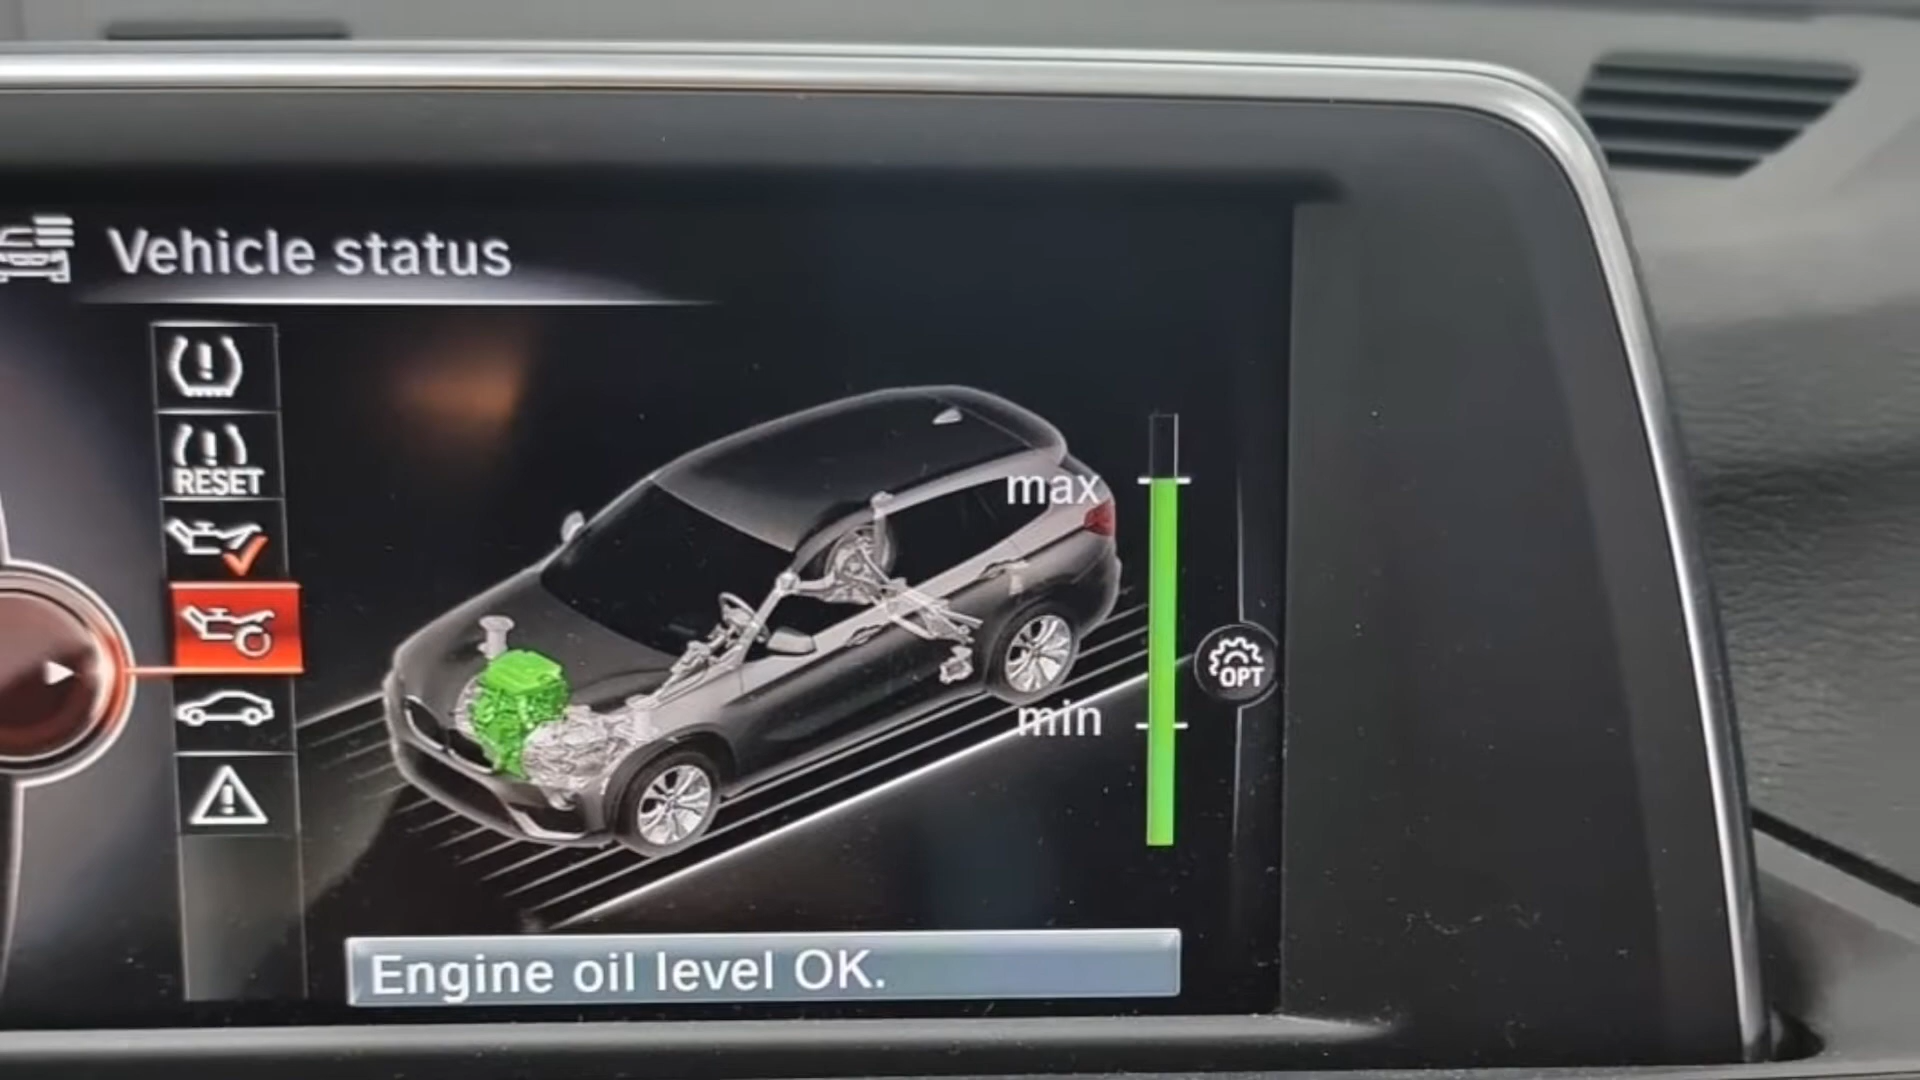 Vehicle status
RESET
max
OPT
min
Engine oil level OK.